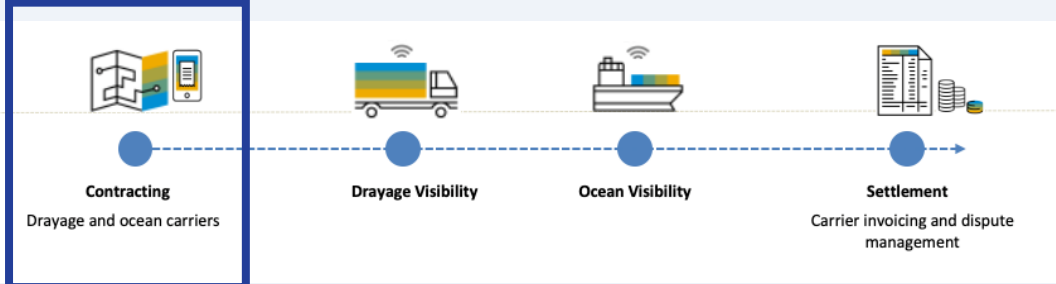 Contracting
Drayage and ocean carriers
Drayage Visibility
Ocean Visibility
Settlement
Carrier invoicing and dispute
management